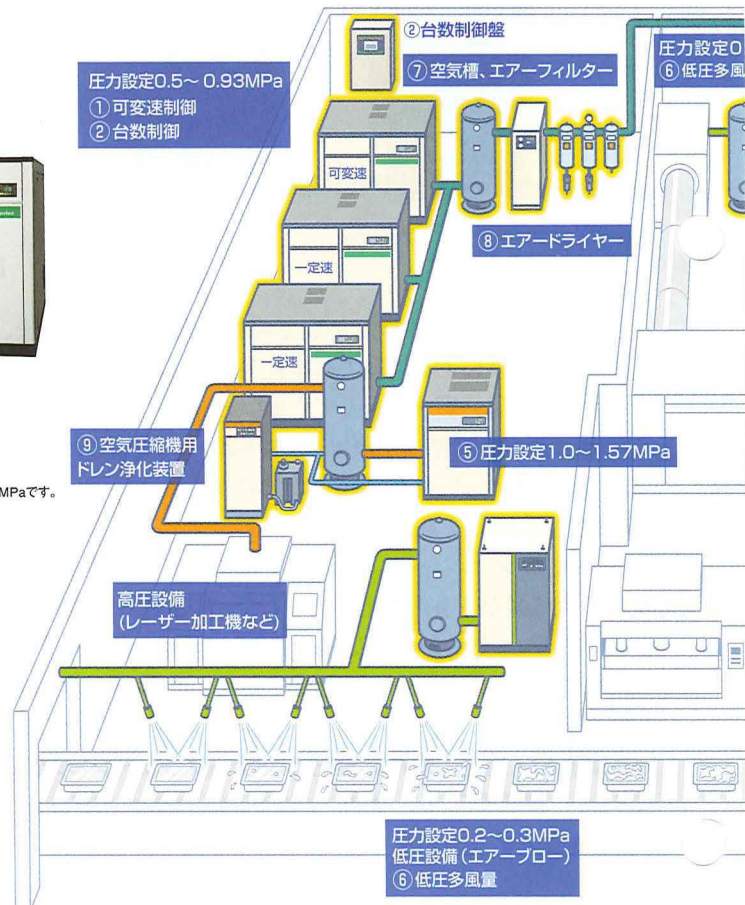 ②台数制御盤
圧力設定0.5～0.93MPa
①可変速制御
②台数制御
⑦空気槽、エアーフィルター
圧力設定0
⑥低圧多風
可変速
一定速
一定速
⑧エアードライヤー
⑨空気圧縮機用
ドレン浄化装置
⑤圧力設定1.0～1.57MPa
MPaです。
高圧設備
(レーザー加工機など)
圧力設定0.2～0.3MPa
低圧設備(エアーブロー)
⑥低圧多風量